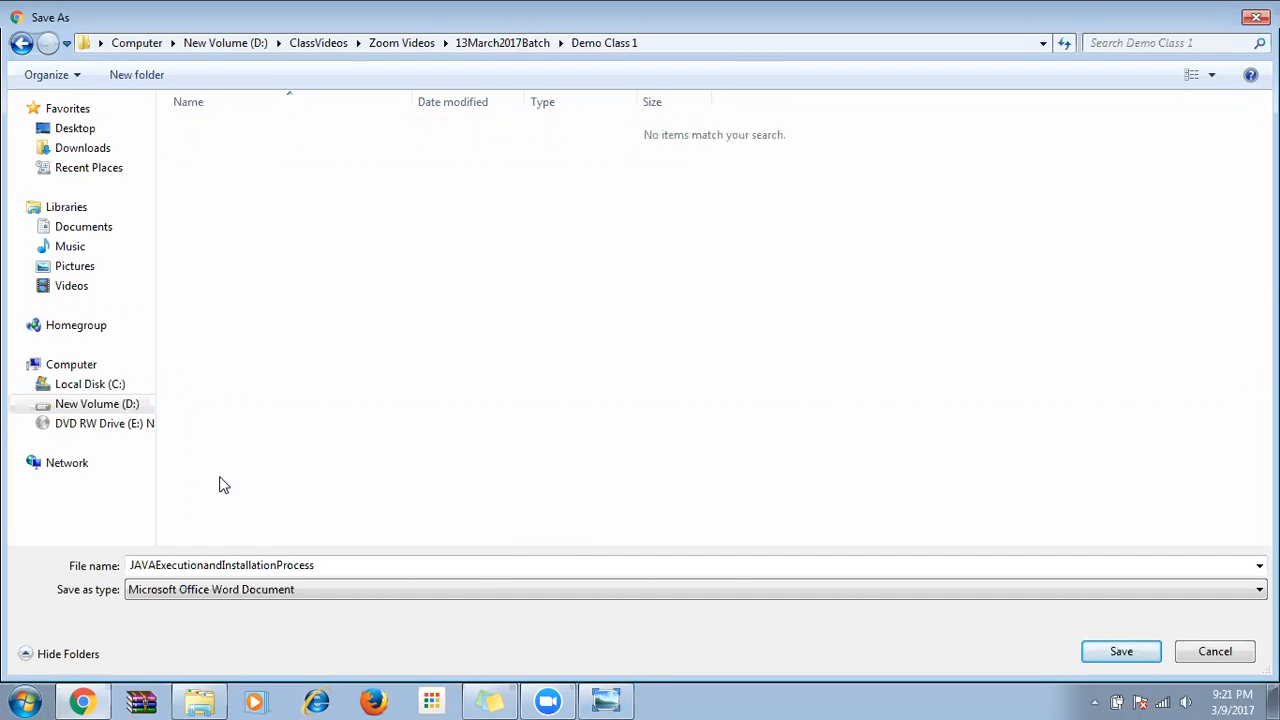 Save As
Computer New Volume (D:) ClassVideos Zoom Videos 13March2017Batch Demo Class 1
Search Demo Class 1
Organize New folder
Name Date modified Type Size
No items match your search.
Favorites
Desktop
Downloads
Recent Places
Libraries
Documents
Music
Pictures
Videos
Homegroup
Computer
Local Disk (C:)
New Volume (D:)
DVD RW Drive (E:) N
Network
File name: JAVAExecutionandInstallationProcess
Save as type: Microsoft Office Word Document
Hide Folders
Save Cancel
9:21 PM
3/9/2017